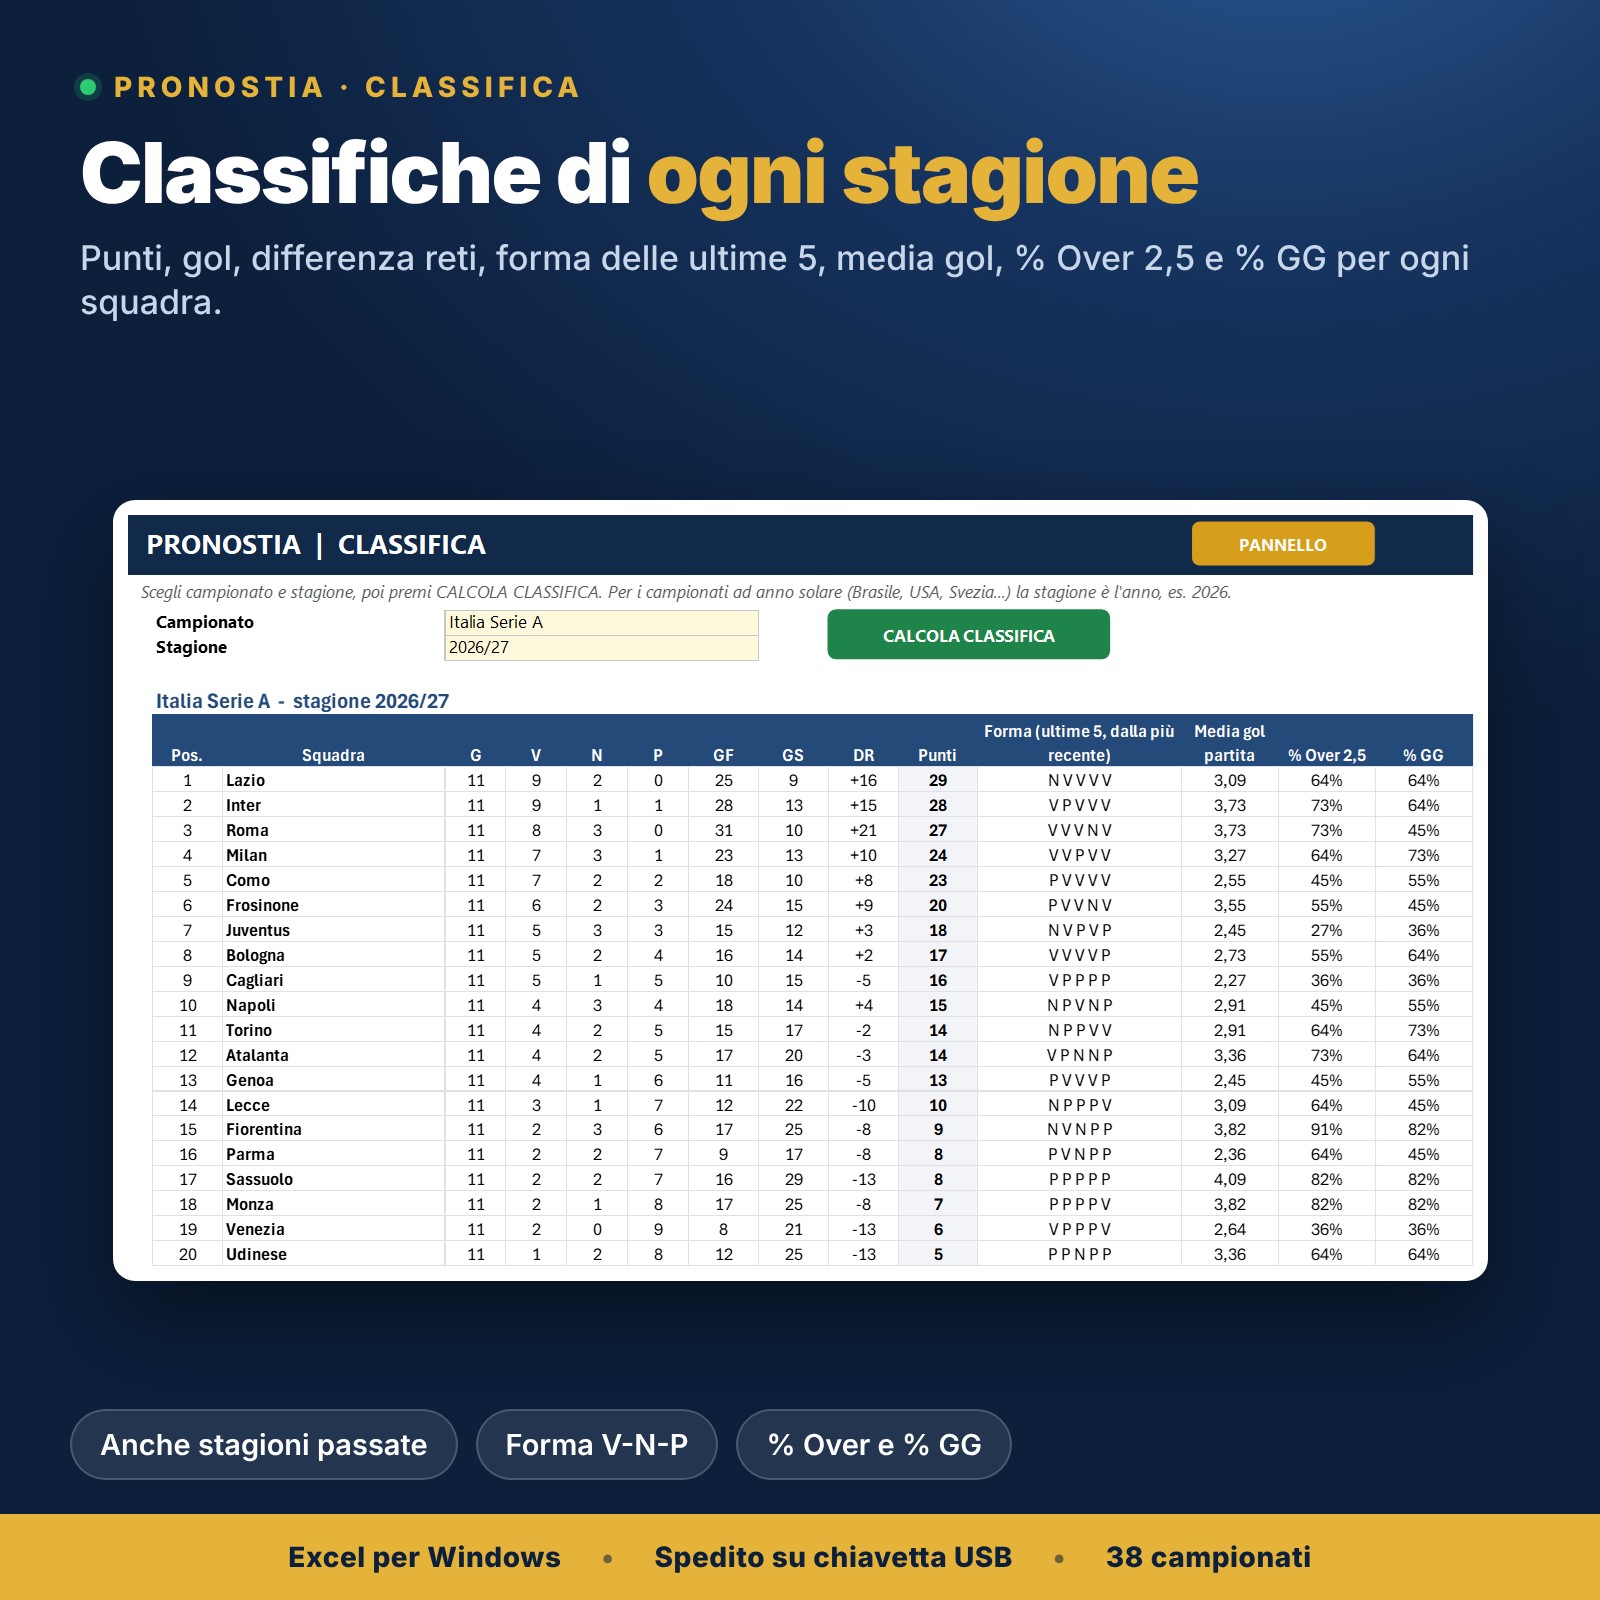 PRONOSTIA · CLASSIFICA
Classifiche di ogni stagione
Punti, gol, differenza reti, forma delle ultime 5, media gol, % Over 2,5 e % GG per ogni
squadra.
PRONOSTIA | CLASSIFICA PANNELLO
Scegli campionato e stagione, poi premi CALCOLA CLASSIFICA. Per i campionati ad anno solare (Brasile, USA, Svezia...) la stagione è l'anno, es. 2026.
Campionato Italia Serie A
CALCOLA CLASSIFICA
Stagione 2026/27
Italia Serie A - stagione 2026/27
Pos. Squadra G V N P GF GS DR Punti Forma (ultime 5, dalla più recente) Media gol partita % Over 2,5 % GG
1 Lazio 11 9 2 0 25 9 +16 29 N V V V V 3,09 64% 64%
2 Inter 11 9 1 1 28 13 +15 28 V P V V V 3,73 73% 64%
3 Roma 11 8 3 0 31 10 +21 27 V V V N V 3,73 73% 45%
4 Milan 11 7 3 1 23 13 +10 24 V V P V V 3,27 64% 73%
5 Como 11 7 2 2 18 10 +8 23 P V V V V 2,55 45% 55%
6 Frosinone 11 6 2 3 24 15 +9 20 P V V N V 3,55 55% 45%
7 Juventus 11 5 3 3 15 12 +3 18 N V P V P 2,45 27% 36%
8 Bologna 11 5 2 4 16 14 +2 17 V V V V P 2,73 55% 64%
9 Cagliari 11 5 1 5 10 15 -5 16 V P P P P 2,27 36% 36%
10 Napoli 11 4 3 4 18 14 +4 15 N P V N P 2,91 45% 55%
11 Torino 11 4 2 5 15 17 -2 14 N P P V V 2,91 64% 73%
12 Atalanta 11 4 2 5 17 20 -3 14 V P N N P 3,36 73% 64%
13 Genoa 11 4 1 6 11 16 -5 13 P V V V P 2,45 45% 55%
14 Lecce 11 3 1 7 12 22 -10 10 N P P P V 3,09 64% 45%
15 Fiorentina 11 2 3 6 17 25 -8 9 N V N P P 3,82 91% 82%
16 Parma 11 2 2 7 9 17 -8 8 P V N P P 2,36 64% 45%
17 Sassuolo 11 2 2 7 16 29 -13 8 P P P P P 4,09 82% 82%
18 Monza 11 2 1 8 17 25 -8 7 P P P P V 3,82 82% 82%
19 Venezia 11 2 0 9 8 21 -13 6 V P P P V 2,64 36% 36%
20 Udinese 11 1 2 8 12 25 -13 5 P P N P P 3,36 64% 64%
Anche stagioni passate Forma V-N-P % Over e % GG
Excel per Windows • Spedito su chiavetta USB • 38 campionati